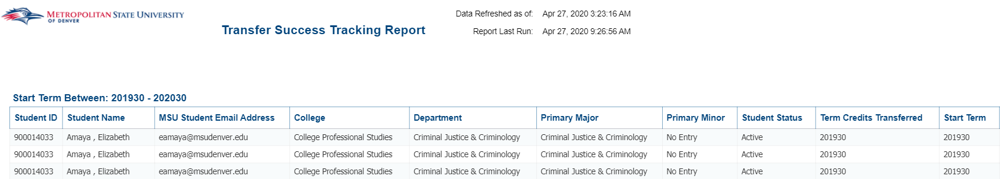 METROPOLITAN STATE UNIVERSITY
OF DENVER
Transfer Success Tracking Report
Data Refreshed as of: Apr 27, 2020 3:23:16 AM
Report Last Run: Apr 27, 2020 9:26:56 AM
Start Term Between: 201930 - 202030
Student ID Student Name MSU Student Email Address College Department Primary Major Primary Minor Student Status Term Credits Transferred Start Term
900014033 Amaya , Elizabeth eamaya@msudenver.edu College Professional Studies Criminal Justice & Criminology Criminal Justice & Criminology No Entry Active 201930 201930
900014033 Amaya , Elizabeth eamaya@msudenver.edu College Professional Studies Criminal Justice & Criminology Criminal Justice & Criminology No Entry Active 201930 201930
900014033 Amaya , Elizabeth eamaya@msudenver.edu College Professional Studies Criminal Justice & Criminology Criminal Justice & Criminology No Entry Active 201930 201930